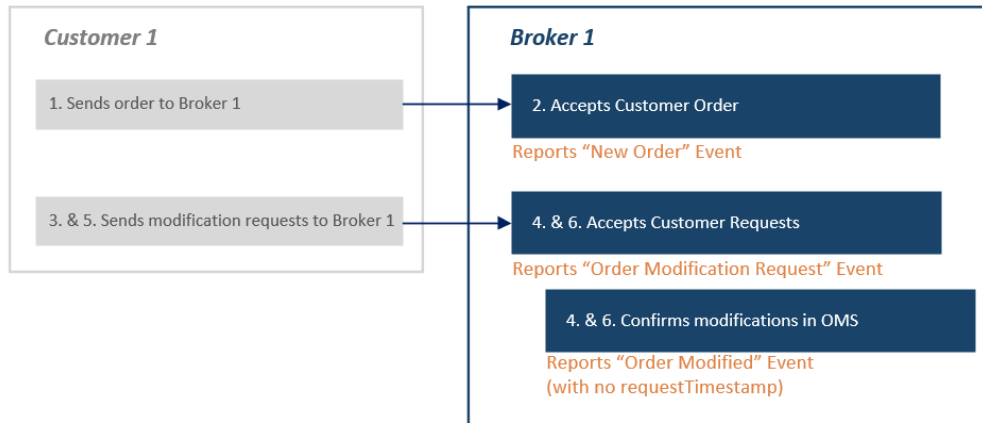 Customer 1
1. Sends order to Broker 1
3. & 5. Sends modification requests to Broker 1
Broker 1
2. Accepts Customer Order
Reports “New Order” Event
4. & 6. Accepts Customer Requests
Reports “Order Modification Request” Event
4. & 6. Confirms modifications in OMS
Reports “Order Modified” Event
(with no requestTimestamp)